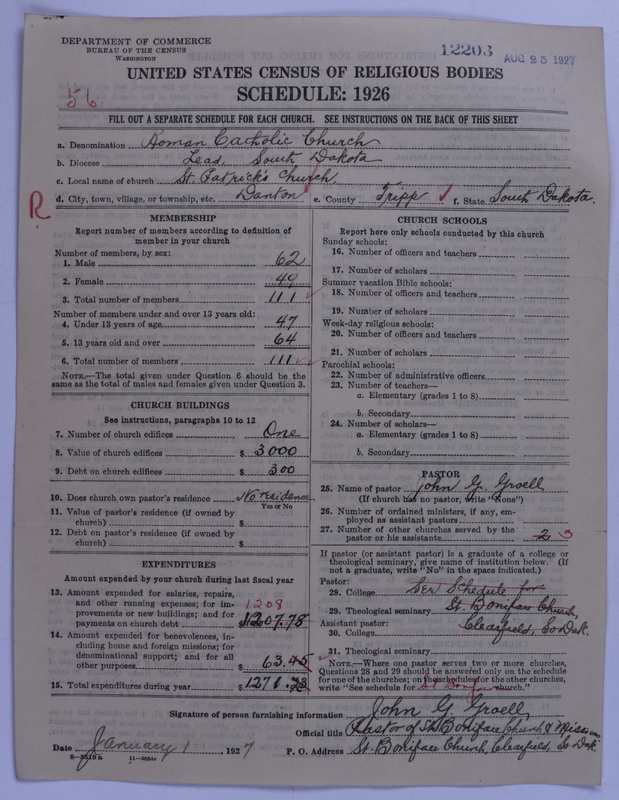 DEPARTMENT OF COMMERCE
BUREAU OF THE CENSUS
WASHINGTON
12203
AUG 25 1927
UNITED STATES CENSUS OF RELIGIOUS BODIES
SCHEDULE: 1926
56
FILL OUT A SEPARATE SCHEDULE FOR EACH CHURCH. SEE INSTRUCTIONS ON THE BACK OF THIS SHEET
a. Denomination Roman Catholic Church
b. Diocese Lead, South Dakota
c. Local name of church St. Patrick's Church
d. City, town, village, or township, etc. Danton e. County Tripp f. State South Dakota.
R
MEMBERSHIP
Report number of members according to definition of
member in your church
Number of members, by sex:
1. Male 62
2. Female 49
3. Total number of members 111
Number of members under and over 13 years old:
4. Under 13 years of age 47
5. 13 years old and over 64
6. Total number of members 111
NOTE.—The total given under Question 6 should be the
same as the total of males and females given under Question 3.
CHURCH BUILDINGS
See instructions, paragraphs 10 to 12
7. Number of church edifices One
8. Value of church edifices $ 3000
9. Debt on church edifices $ 300
10. Does church own pastor's residence No residence
Yes or No
11. Value of pastor's residence (if owned by
church) $
12. Debt on pastor's residence (if owned by
church) $
EXPENDITURES
Amount expended by your church during last fiscal year
13. Amount expended for salaries, repairs,
and other running expenses; for im-
provements or new buildings; and for
payments on church debt 1208 $1207.78
14. Amount expended for benevolences, in-
cluding home and foreign missions; for
denominational support; and for all
other purposes 63.45
15. Total expenditures during year $ 1271.23
CHURCH SCHOOLS
Report here only schools conducted by this church
Sunday schools:
16. Number of officers and teachers
17. Number of scholars
Summer vacation Bible schools:
18. Number of officers and teachers
19. Number of scholars
Week-day religious schools:
20. Number of officers and teachers
21. Number of scholars
Parochial schools:
22. Number of administrative officers
23. Number of teachers—
a. Elementary (grades 1 to 8)
b. Secondary
24. Number of scholars—
a. Elementary (grades 1 to 8)
b. Secondary
PASTOR
25. Name of pastor John G. Groell
(If church has no pastor, write "None")
26. Number of ordained ministers, if any, em-
ployed as assistant pastors
27. Number of other churches served by the
pastor or his assistants 2 3
If pastor (or assistant pastor) is a graduate of a college or
theological seminary, give name of institution below. (If
not a graduate, write "No" in the space indicated.)
Pastor:
28. College See Schedule for
29. Theological seminary St. Boniface Church,
Assistant pastor: Clearfield, So Dak.
30. College
31. Theological seminary
NOTE.—Where one pastor serves two or more churches,
Questions 28 and 29 should be answered only on the schedule
for one of the churches; on the schedules for the other churches,
write "See schedule for church."
Signature of person furnishing information John G. Groell
Official title Pastor of St. Boniface Church & Missions
Date January 1, 1927 P. O. Address St. Boniface Church, Clearfield, So Dak.